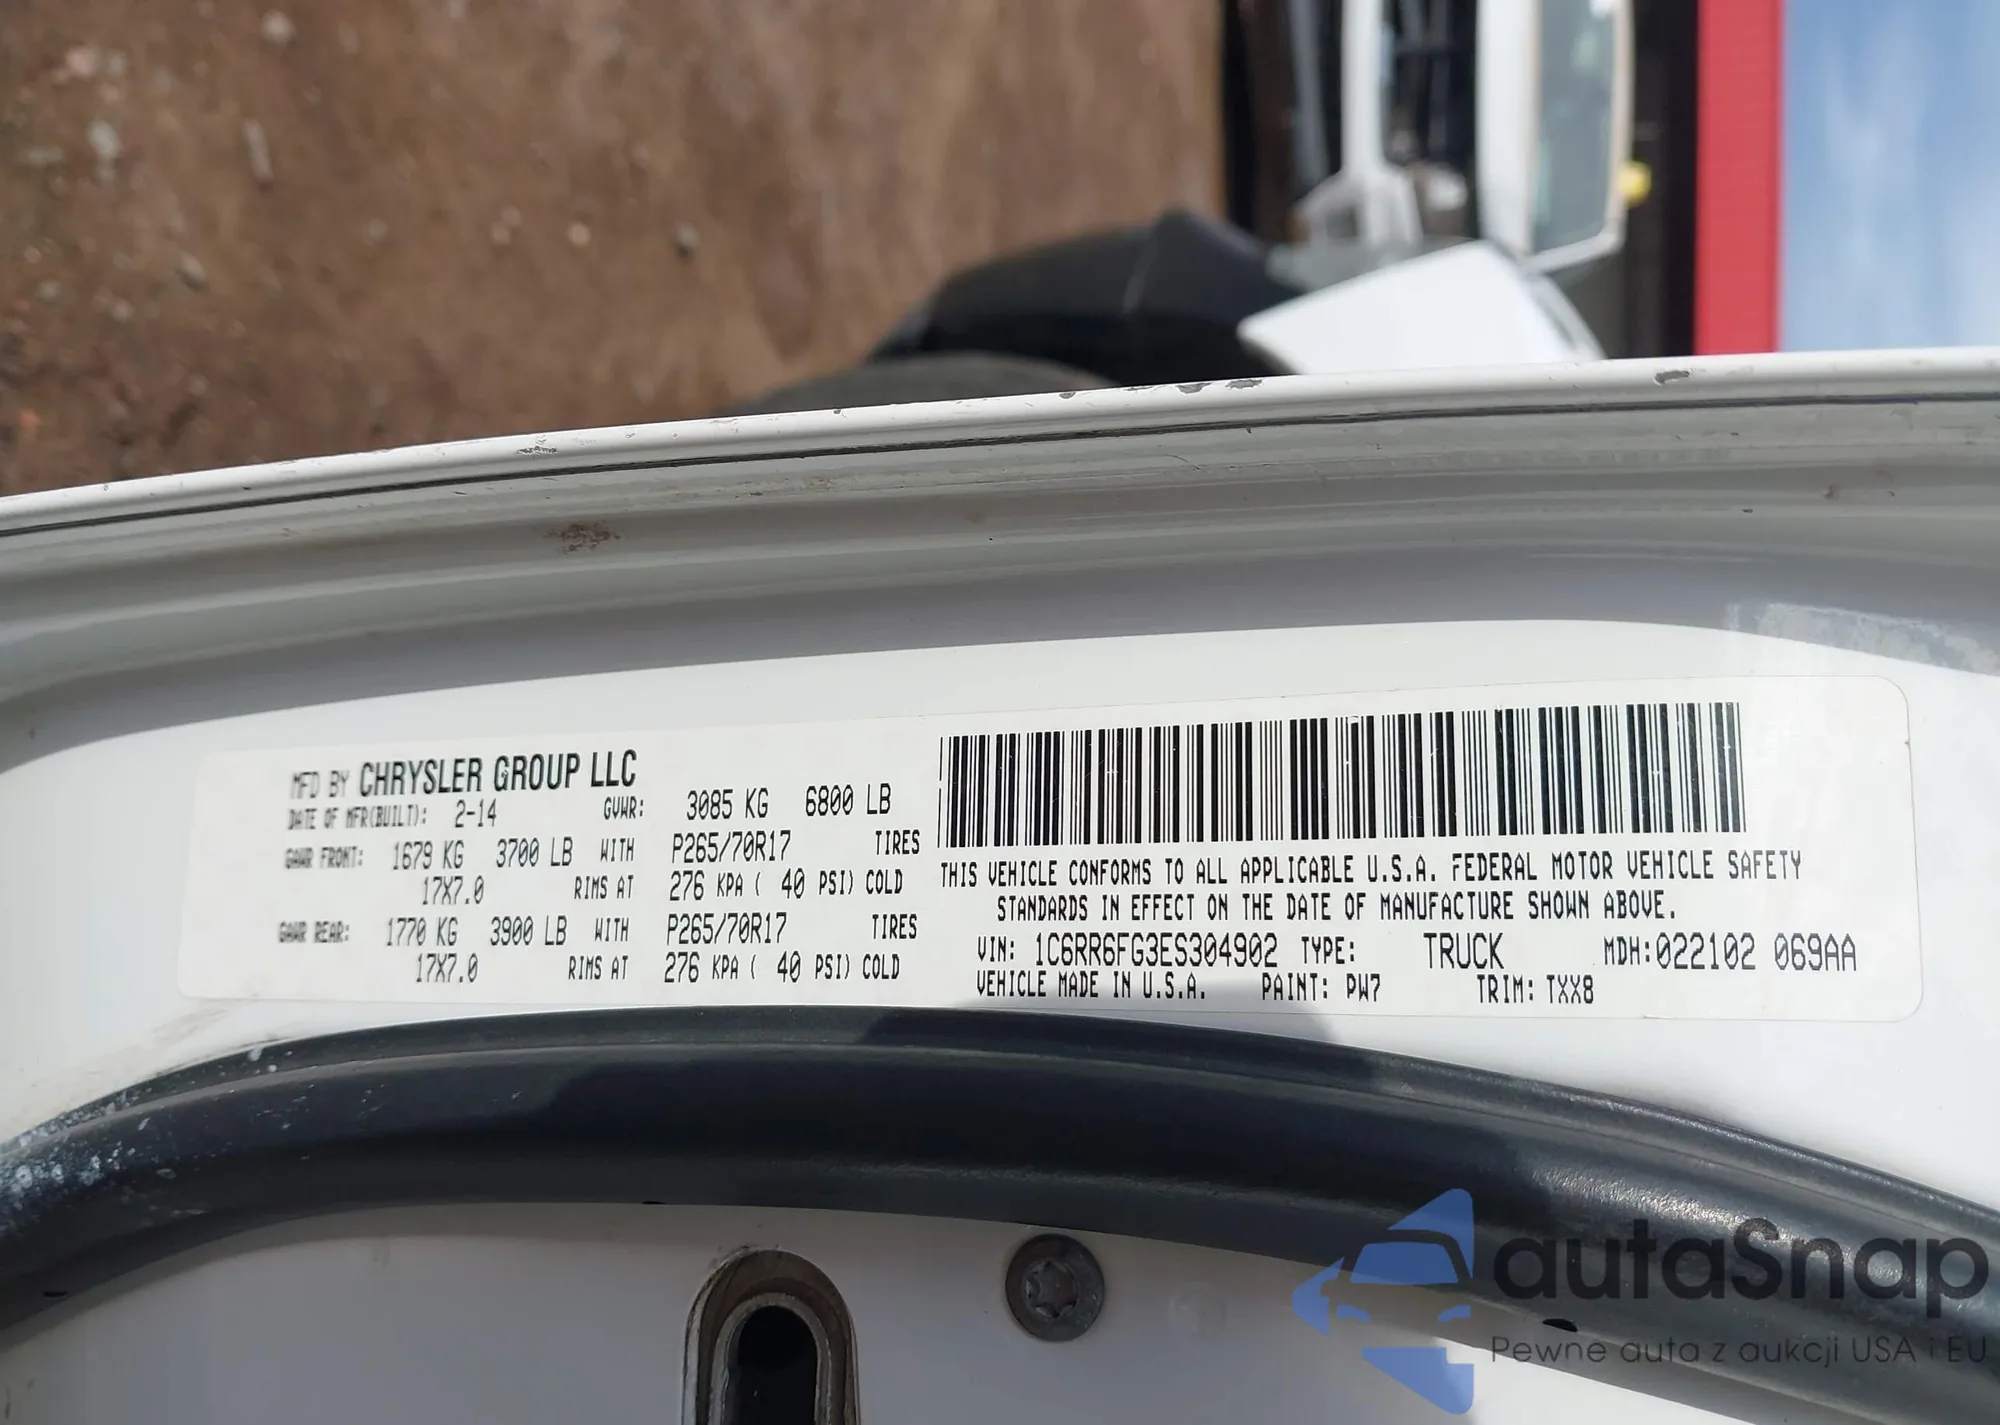 MFD BY CHRYSLER GROUP LLC
DATE OF MFR(BUILT): 2-14 GVWR: 3085 KG 6800 LB
GAWR FRONT: 1679 KG 3700 LB WITH P265/70R17 TIRES
17X7.0 RIMS AT 276 KPA ( 40 PSI) COLD
GAWR REAR: 1770 KG 3900 LB WITH P265/70R17 TIRES
17X7.0 RIMS AT 276 KPA ( 40 PSI) COLD
THIS VEHICLE CONFORMS TO ALL APPLICABLE U.S.A. FEDERAL MOTOR VEHICLE SAFETY
STANDARDS IN EFFECT ON THE DATE OF MANUFACTURE SHOWN ABOVE.
VIN: 1C6RR6FG3ES304902 TYPE: TRUCK MDH:022102 069AA
VEHICLE MADE IN U.S.A. PAINT: PW7 TRIM: TXX8
autaSnap
Pewne auta z aukcji USA i EU